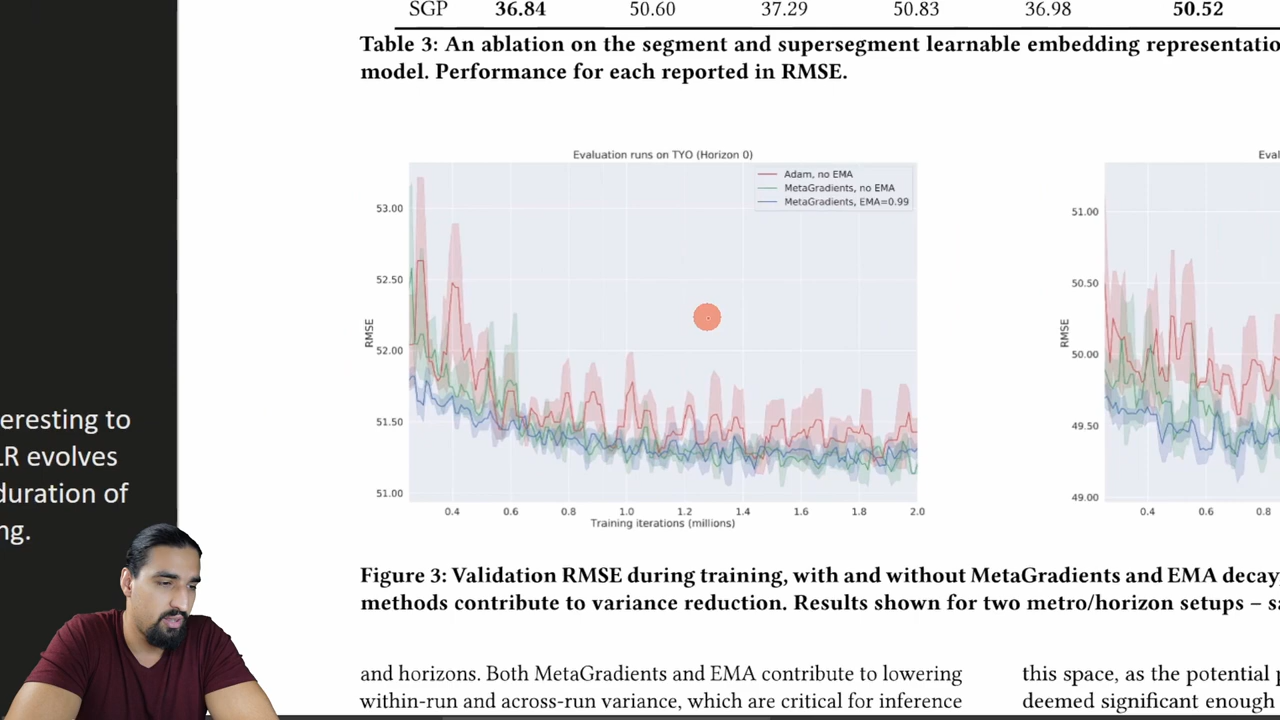 SGP 36.84 50.60 37.29 50.83 36.98 50.52
Table 3: An ablation on the segment and supersegment learnable embedding
model. Performance for each reported in RMSE.
Evaluation runs on TYO (Horizon 0)
Adam, no EMA
MetaGradients, no EMA
MetaGradients, EMA=0.99
53.00
52.50
52.00
51.50
51.00
RMSE
0.4 0.6 0.8 1.0 1.2 1.4 1.6 1.8 2.0
Training iterations (millions)
51.00
50.50
50.00
49.50
49.00
RMSE
0.4 0.6 0.8
to
LR evolves
duration of
Figure 3: Validation RMSE during training, with and without MetaGradients and EMA decay,
methods contribute to variance reduction. Results shown for two metro/horizon setups –
and horizons. Both MetaGradients and EMA contribute to lowering
within-run and across-run variance, which are critical for inference
this space, as the potential
deemed significant enough